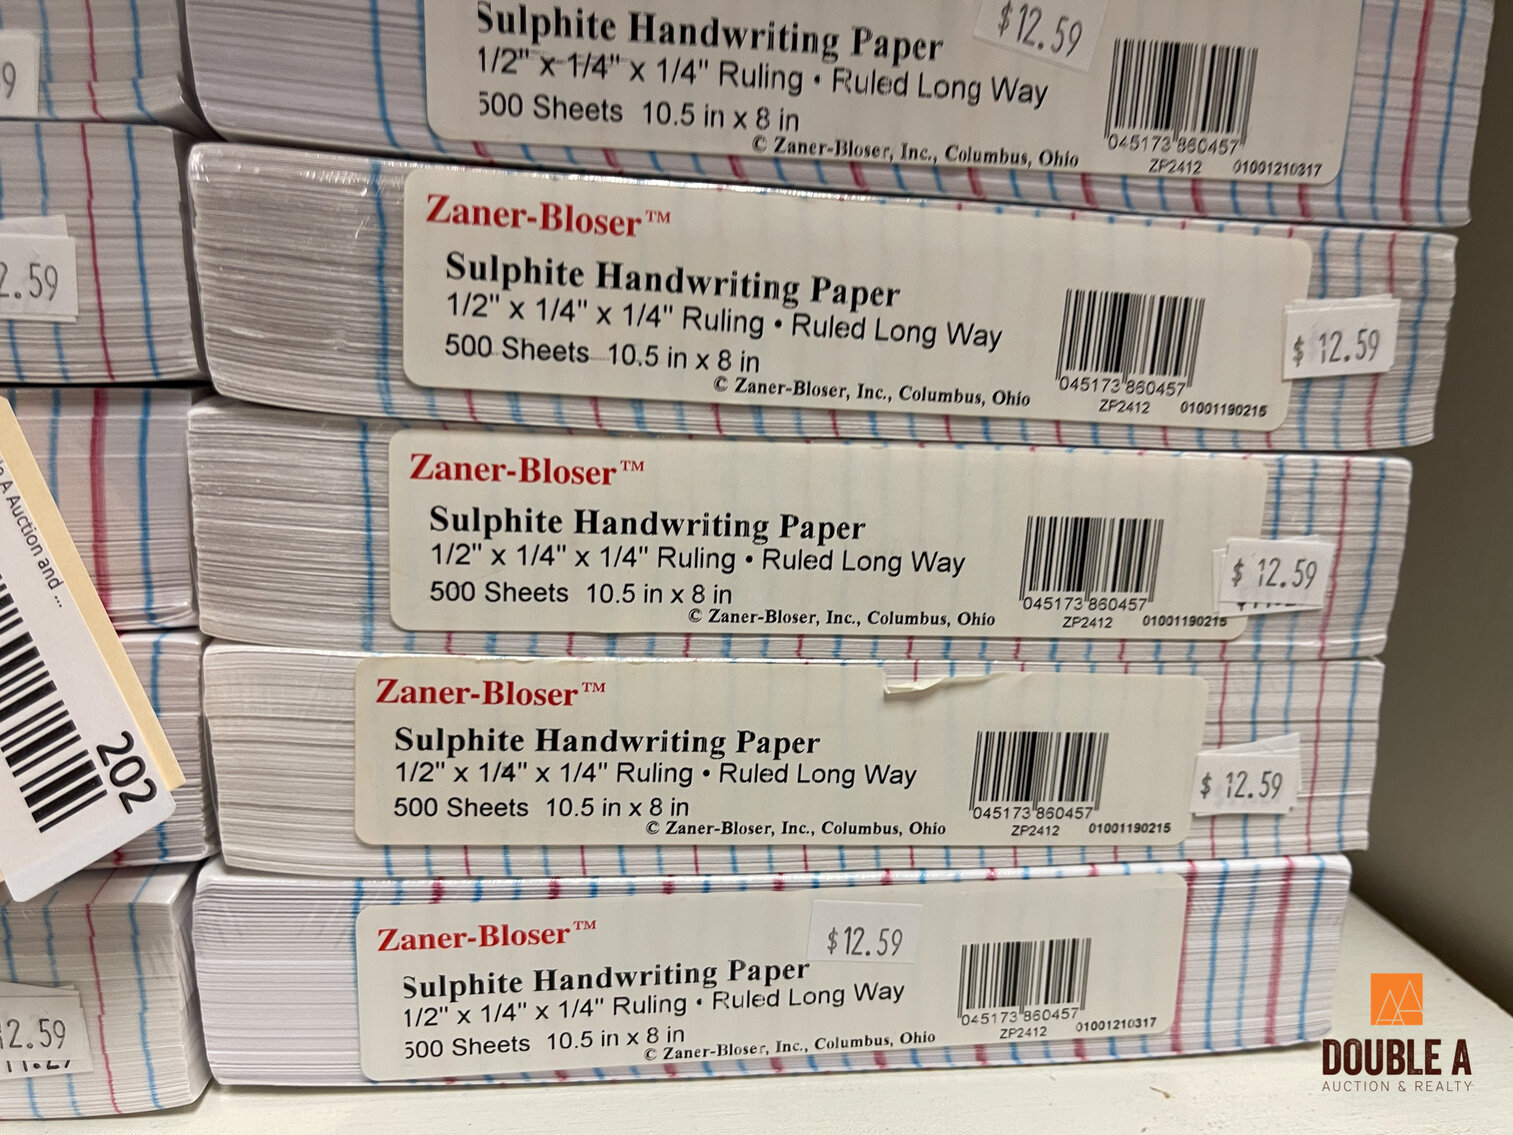 Sulphite Handwriting Paper
$12.59
1/2" x 1/4" x 1/4" Ruling • Ruled Long Way
500 Sheets 10.5 in x 8 in
© Zaner-Bloser, Inc., Columbus, Ohio
045173 860457
ZP2412 01001210317
9
Zaner-Bloser™
Sulphite Handwriting Paper
1/2" x 1/4" x 1/4" Ruling • Ruled Long Way
500 Sheets 10.5 in x 8 in
© Zaner-Bloser, Inc., Columbus, Ohio
045173 860457
ZP2412 01001190215
$ 12.59
2.59
Zaner-Bloser™
Sulphite Handwriting Paper
1/2" x 1/4" x 1/4" Ruling • Ruled Long Way
500 Sheets 10.5 in x 8 in
© Zaner-Bloser, Inc., Columbus, Ohio
045173 860457
ZP2412 01001190215
$ 12.59
A Auction and ...
202
Zaner-Bloser™
Sulphite Handwriting Paper
1/2" x 1/4" x 1/4" Ruling • Ruled Long Way
500 Sheets 10.5 in x 8 in
© Zaner-Bloser, Inc., Columbus, Ohio
045173 860457
ZP2412 01001190215
$ 12.59
Zaner-Bloser™
$12.59
Sulphite Handwriting Paper
1/2" x 1/4" x 1/4" Ruling • Ruled Long Way
500 Sheets 10.5 in x 8 in
© Zaner-Bloser, Inc., Columbus, Ohio
045173 860457
ZP2412 01001210317
12.59
DOUBLE A
AUCTION & REALTY